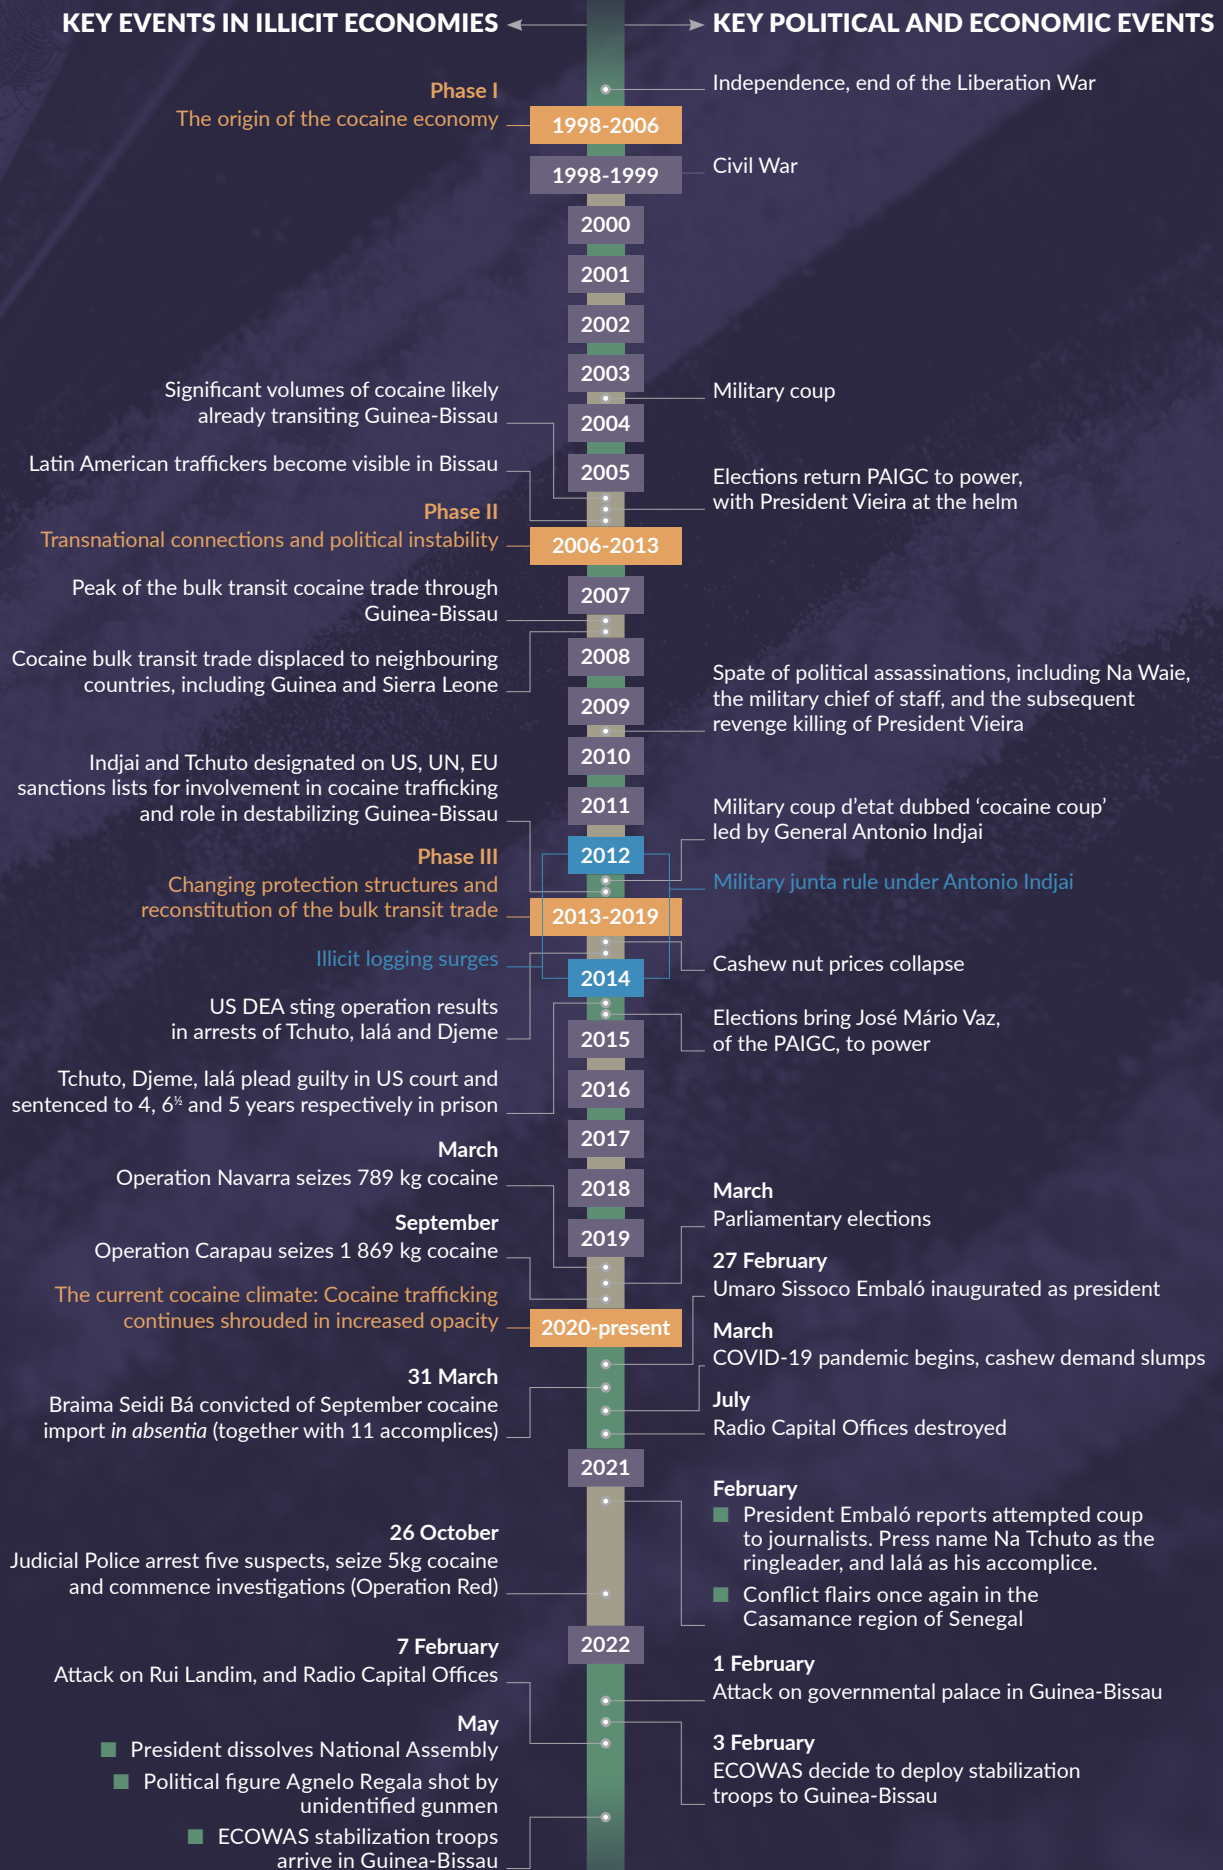 KEY EVENTS IN ILLICIT ECONOMIES
KEY POLITICAL AND ECONOMIC EVENTS
Independence, end of the Liberation War
Phase I
The origin of the cocaine economy
1998-2006
1998-1999
Civil War
2000
2001
2002
2003
Significant volumes of cocaine likely
already transiting Guinea-Bissau
Military coup
2004
Latin American traffickers become visible in Bissau
2005
Elections return PAIGC to power,
with President Vieira at the helm
Phase II
Transnational connections and political instability
2006-2013
Peak of the bulk transit cocaine trade through
Guinea-Bissau
2007
Cocaine bulk transit trade displaced to neighbouring
countries, including Guinea and Sierra Leone
2008
Spate of political assassinations, including Na Waie,
the military chief of staff, and the subsequent
revenge killing of President Vieira
2009
2010
Indjai and Tchuto designated on US, UN, EU
sanctions lists for involvement in cocaine trafficking
and role in destabilizing Guinea-Bissau
2011
Military coup d’etat dubbed ‘cocaine coup’
led by General Antonio Indjai
2012
Military junta rule under Antonio Indjai
Phase III
Changing protection structures and
reconstitution of the bulk transit trade
2013-2019
Illicit logging surges
Cashew nut prices collapse
2014
US DEA sting operation results
in arrests of Tchuto, Ialá and Djeme
Elections bring José Mário Vaz,
of the PAIGC, to power
2015
Tchuto, Djeme, Ialá plead guilty in US court and
sentenced to 4, 6½ and 5 years respectively in prison
2016
2017
March
Operation Navarra seizes 789 kg cocaine
2018
March
Parliamentary elections
September
Operation Carapau seizes 1 869 kg cocaine
2019
27 February
Umaro Sissoco Embaló inaugurated as president
The current cocaine climate: Cocaine trafficking
continues shrouded in increased opacity
2020-present
March
COVID-19 pandemic begins, cashew demand slumps
31 March
Braima Seidi Bá convicted of September cocaine
import in absentia (together with 11 accomplices)
July
Radio Capital Offices destroyed
2021
February
President Embaló reports attempted coup
to journalists. Press name Na Tchuto as the
ringleader, and Ialá as his accomplice.
Conflict flairs once again in the
Casamance region of Senegal
26 October
Judicial Police arrest five suspects, seize 5kg cocaine
and commence investigations (Operation Red)
2022
7 February
Attack on Rui Landim, and Radio Capital Offices
1 February
Attack on governmental palace in Guinea-Bissau
3 February
ECOWAS decide to deploy stabilization
troops to Guinea-Bissau
May
President dissolves National Assembly
Political figure Agnelo Regala shot by
unidentified gunmen
ECOWAS stabilization troops
arrive in Guinea-Bissau